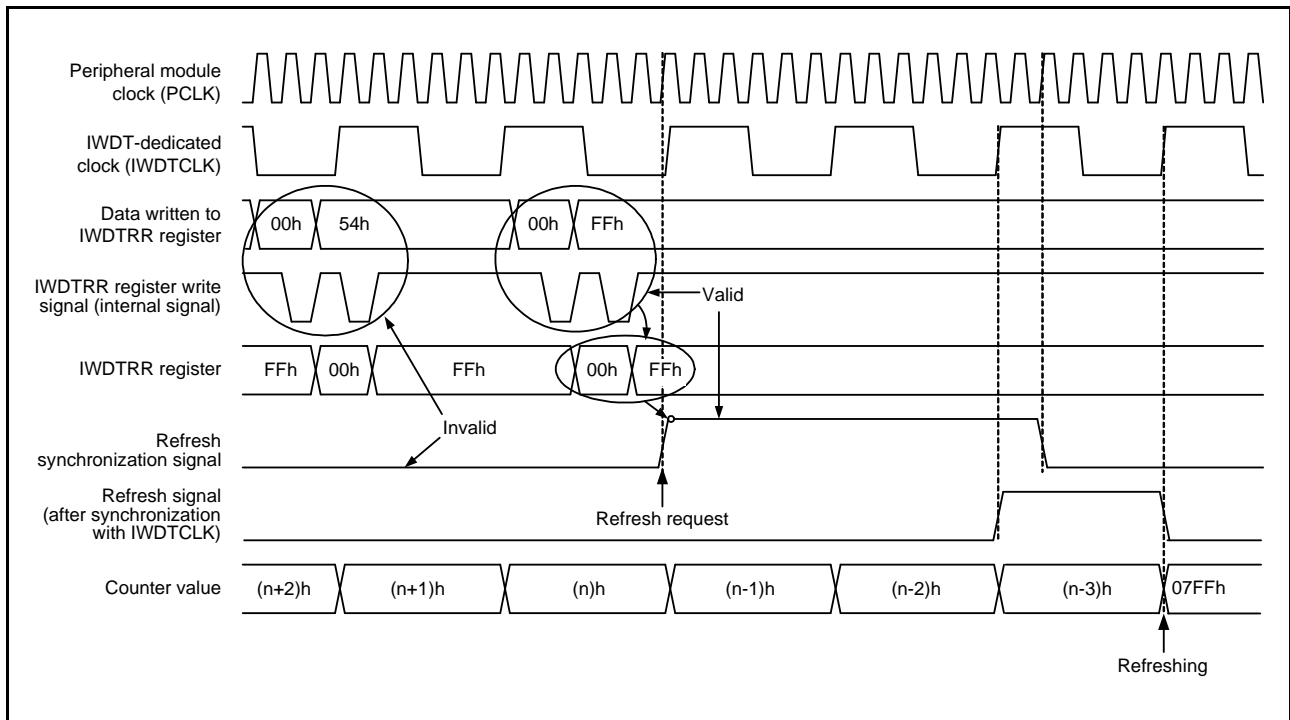 Peripheral module
clock (PCLK)
IWDT-dedicated
clock (IWDTCLK)
Data written to
IWDTRR register
00h 54h 00h FFh
IWDTRR register write
signal (internal signal)
Valid
IWDTRR register
FFh 00h FFh 00h FFh
Invalid
Refresh
synchronization signal
Refresh request
Refresh signal
(after synchronization
with IWDTCLK)
Counter value
(n+2)h (n+1)h (n)h (n-1)h (n-2)h (n-3)h 07FFh
Refreshing